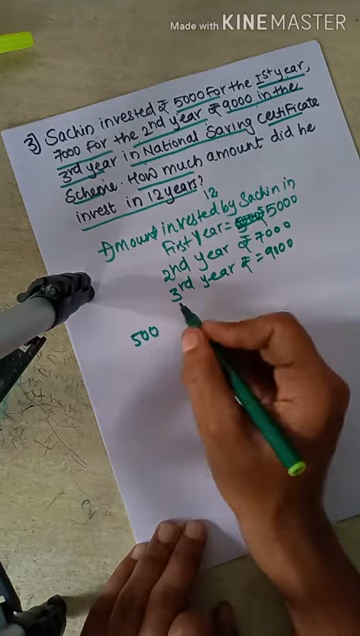 Made with KINEMASTER
3) Sachin invested ₹ 5000 For the Ist year,
7000 For the 2nd year ₹ 9000 in the
3rd year in National Saving Certificate
Scheme. How much amount did he
invest in 12 years?
12
→ Amount invested by Sachin in
First Year = 5000
2nd Year ₹ 7000
3rd year ₹ = 9000
500